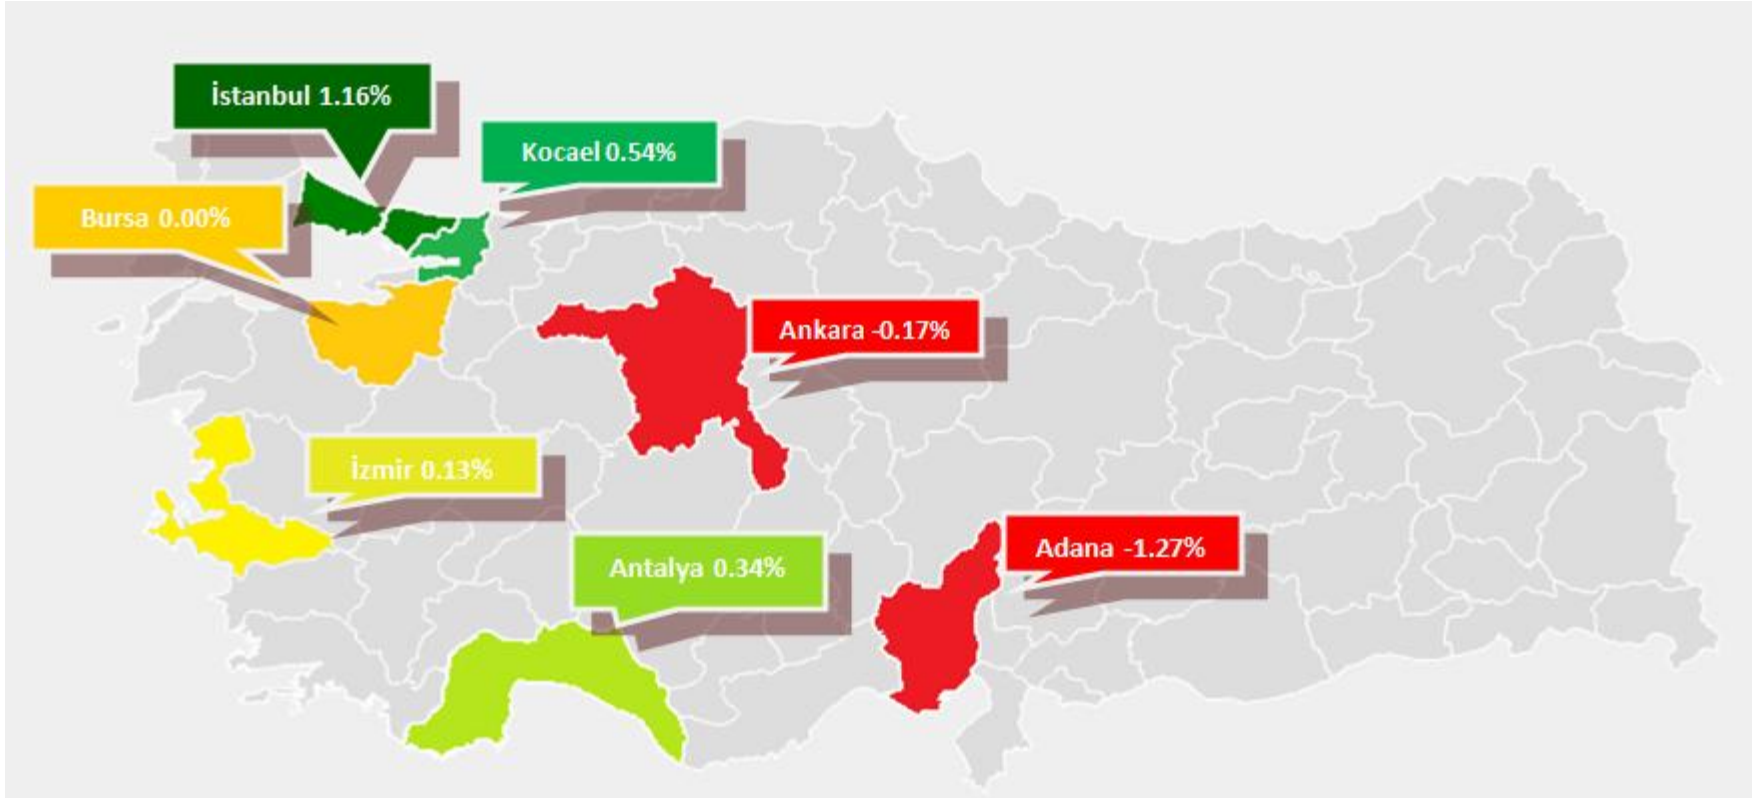 İstanbul 1.16%
Kocael 0.54%
Bursa 0.00%
Ankara -0.17%
İzmir 0.13%
Antalya 0.34%
Adana -1.27%